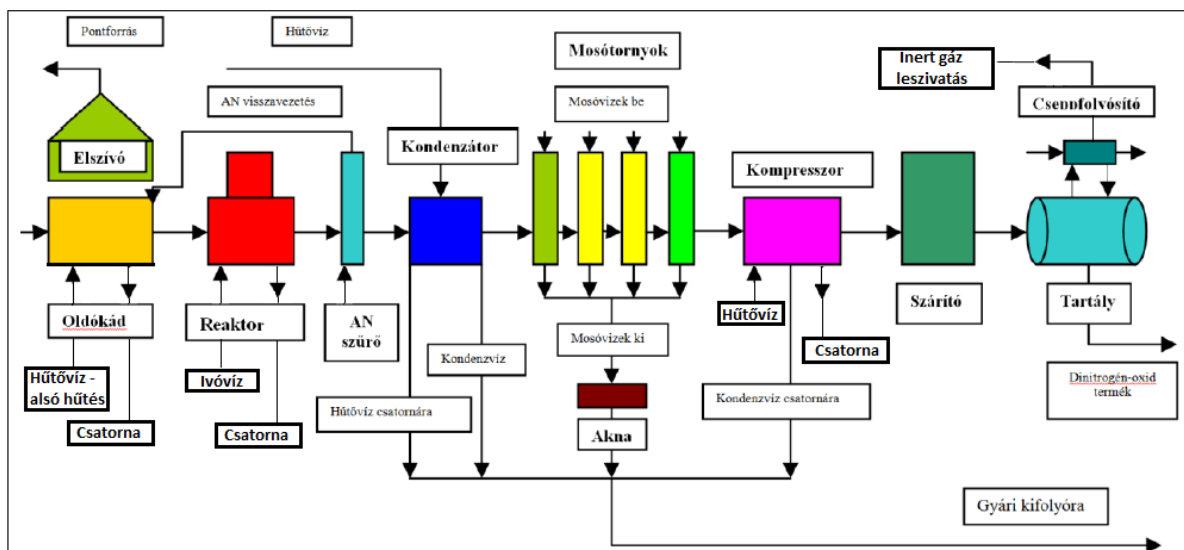 Pontforrás
Hűtővíz
Mosótornyok
Inert gáz
leszivatás
AN visszavezetés
Mosóvizek be
Cseppfolyósító
Elszívó
Kondenzátor
Kompresszor
Oldókád
Reaktor
AN
szűrő
Hűtővíz
Szárító
Tartály
Mosóvizek ki
Csatorna
Kondenzvíz
Hűtővíz -
alsó hűtés
Ivóvíz
Dinitrogén-oxid
termék
Hűtővíz csatornára
Kondenzvíz csatornára
Csatorna
Csatorna
Akna
Gyári kifolyóra